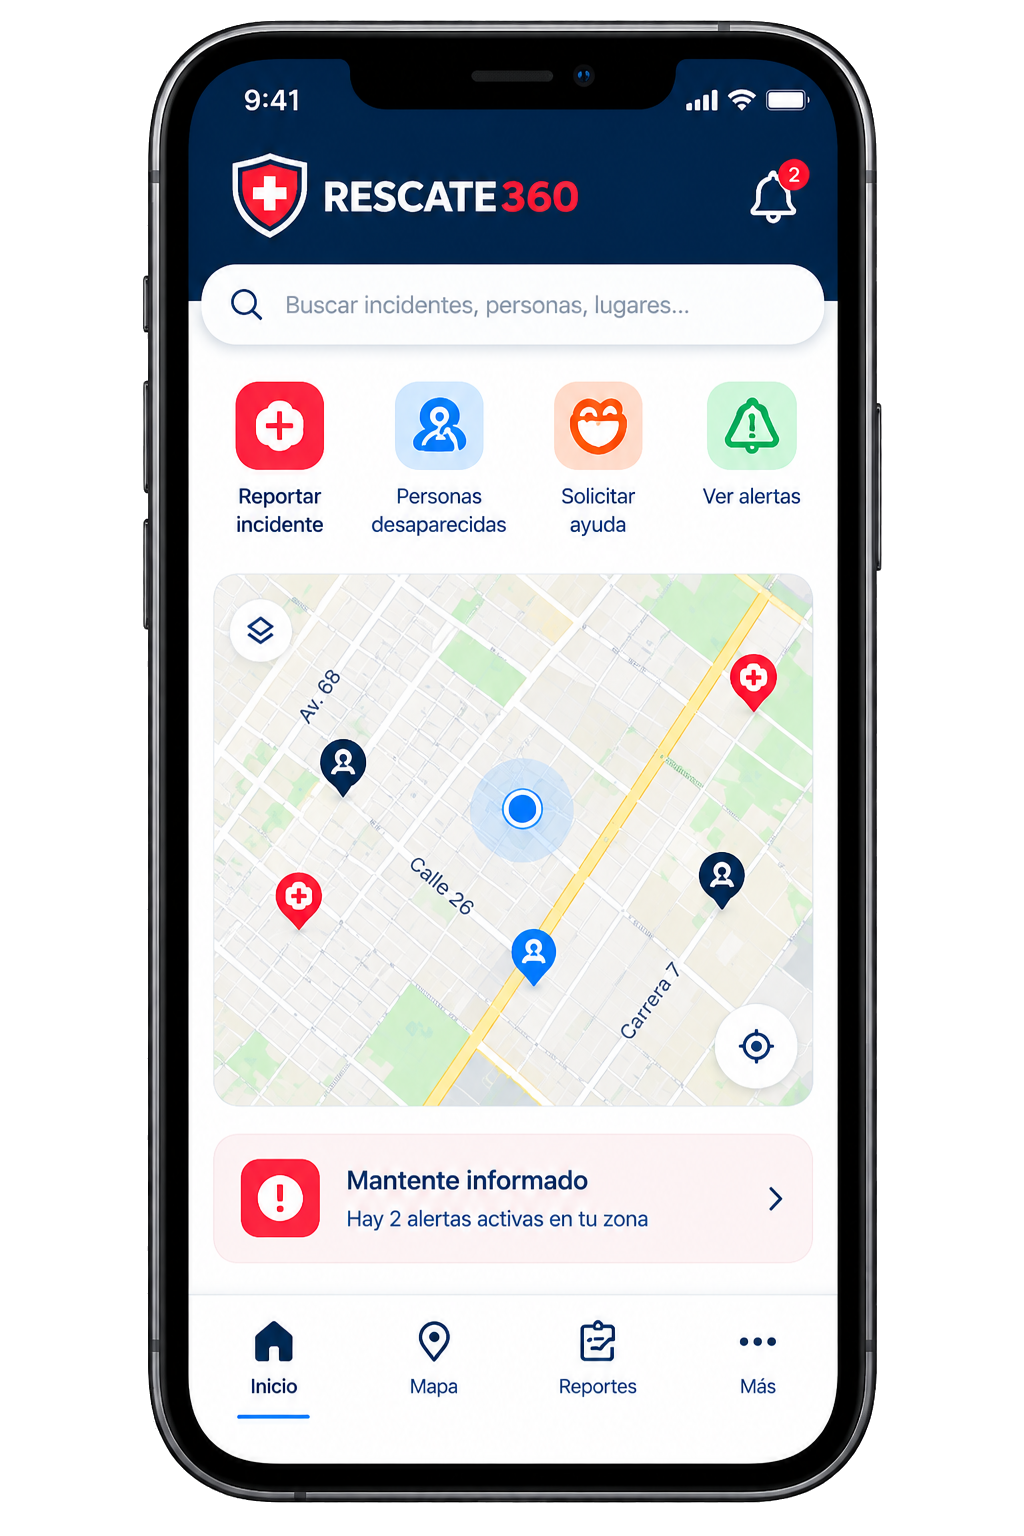 9:41
RESCATE360
2
Buscar incidentes, personas, lugares...
Reportar
incidente
Personas
desaparecidas
Solicitar
ayuda
Ver alertas
Av. 68
Calle 26
Carrera 7
Mantente informado
Hay 2 alertas activas en tu zona
Inicio
Mapa
Reportes
Más